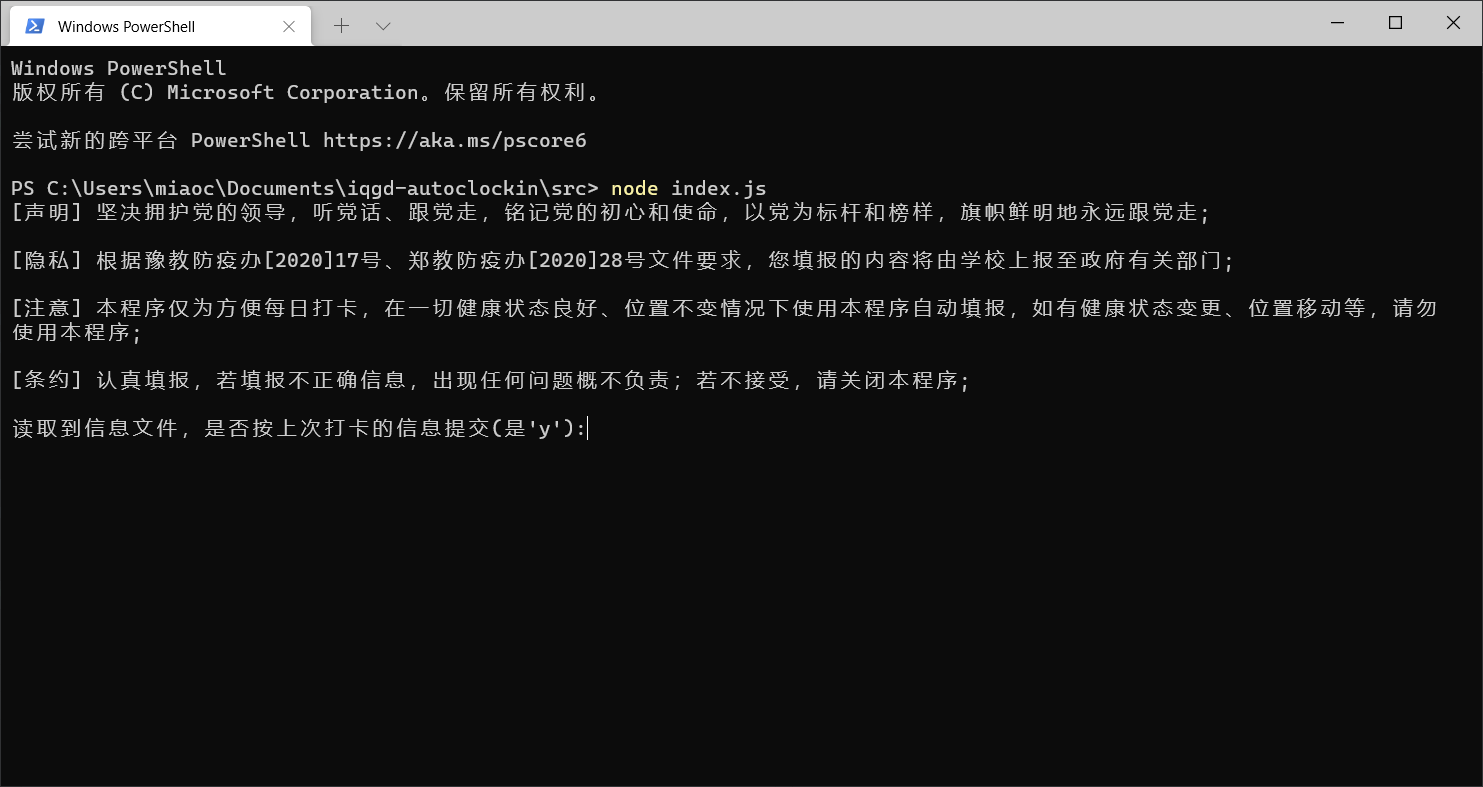 Windows PowerShell
Windows PowerShell
版权所有 (C) Microsoft Corporation。保留所有权利。
尝试新的跨平台 PowerShell https://aka.ms/pscore6
PS C:\Users\miaoc\Documents\iqgd-autoclockin\src> node index.js
[声明] 坚决拥护党的领导，听党话、跟党走，铭记党的初心和使命，以党为标杆和榜样，旗帜鲜明地永远跟党走；
[隐私] 根据豫教防疫办[2020]17号、郑教防疫办[2020]28号文件要求，您填报的内容将由学校上报至政府有关部门；
[注意] 本程序仅为方便每日打卡，在一切健康状态良好、位置不变情况下使用本程序自动填报，如有健康状态变更、位置移动等，请勿
使用本程序；
[条约] 认真填报，若填报不正确信息，出现任何问题概不负责；若不接受，请关闭本程序；
读取到信息文件，是否按上次打卡的信息提交(是'y'):